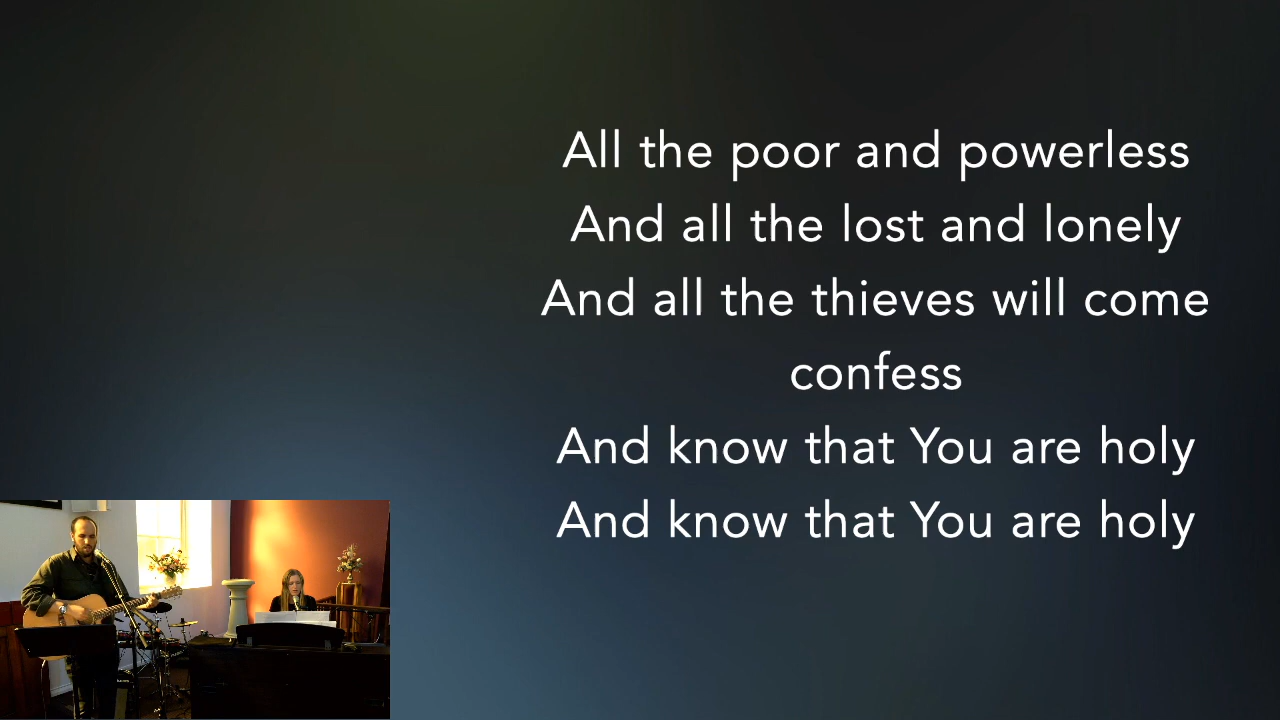 All the poor and powerless
And all the lost and lonely
And all the thieves will come
confess
And know that You are holy
And know that You are holy